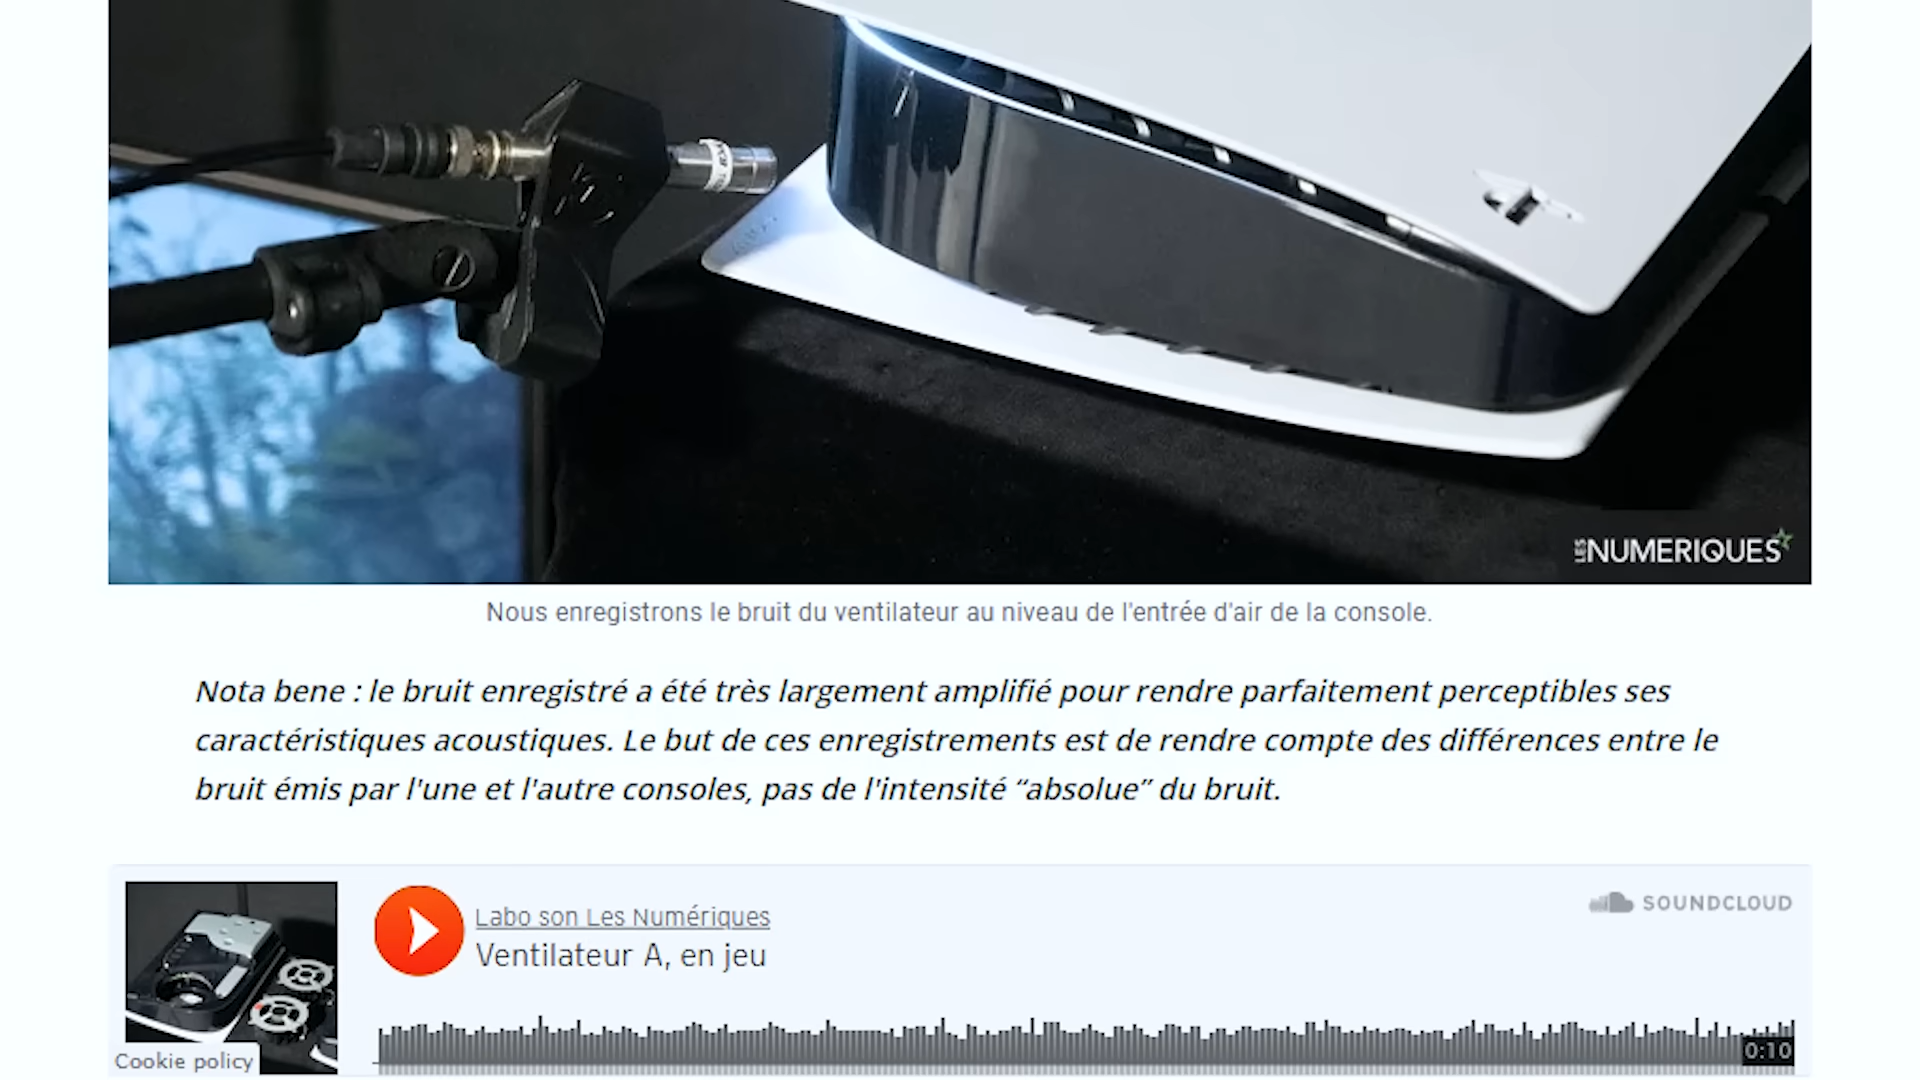 LES NUMERIQUES
Nous enregistrons le bruit du ventilateur au niveau de l'entrée d'air de la console.
Nota bene : le bruit enregistré a été très largement amplifié pour rendre parfaitement perceptibles ses
caractéristiques acoustiques. Le but de ces enregistrements est de rendre compte des différences entre le
bruit émis par l'une et l'autre consoles, pas de l'intensité “absolue” du bruit.
SOUNDCLOUD
Labo son Les Numériques
Ventilateur A, en jeu
0:10
Cookie policy